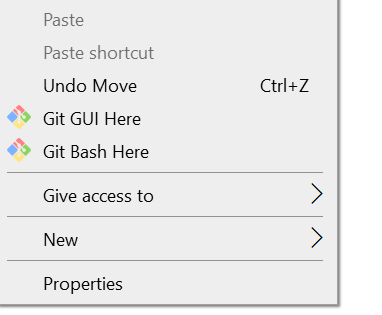 Paste
Paste shortcut
Undo Move Ctrl+Z
Git GUI Here
Git Bash Here
Give access to
New
Properties